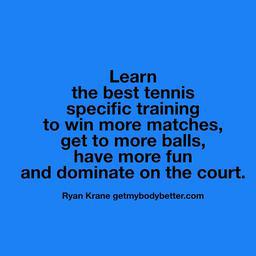 Learn
the best tennis
specific training
to win more matches,
get to more balls,
have more fun
and dominate on the court.
Ryan Krane getmybodybetter.com